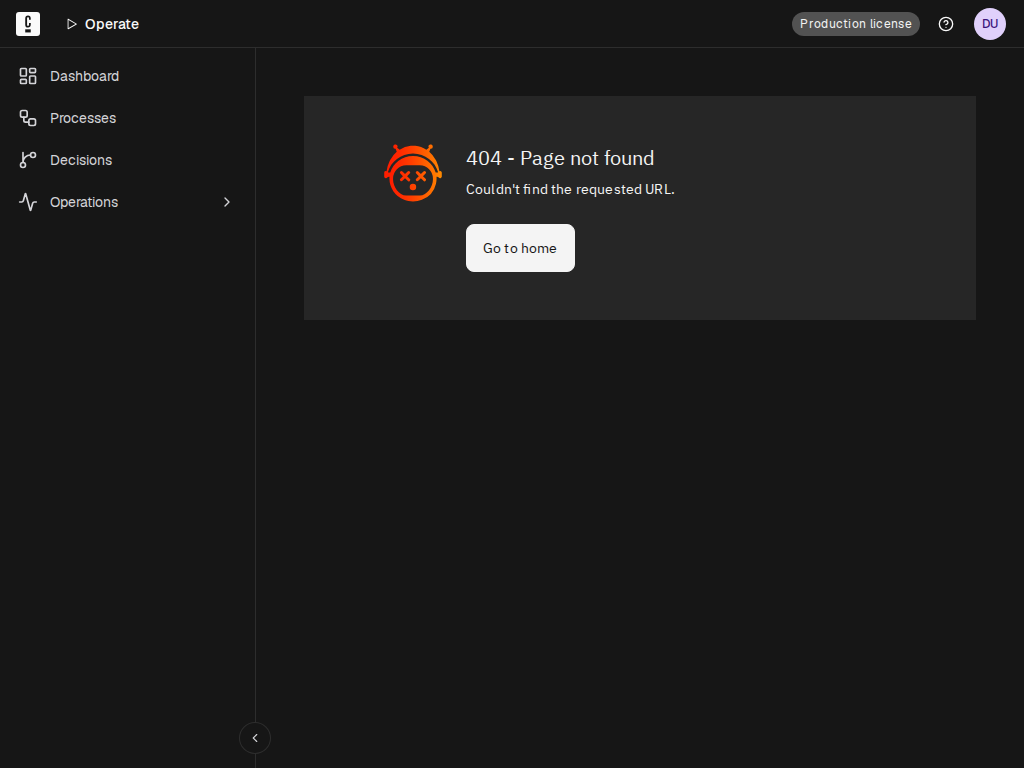 Operate
Production license
DU
Dashboard
Processes
Decisions
Operations
404 - Page not found
Couldn't find the requested URL.
Go to home